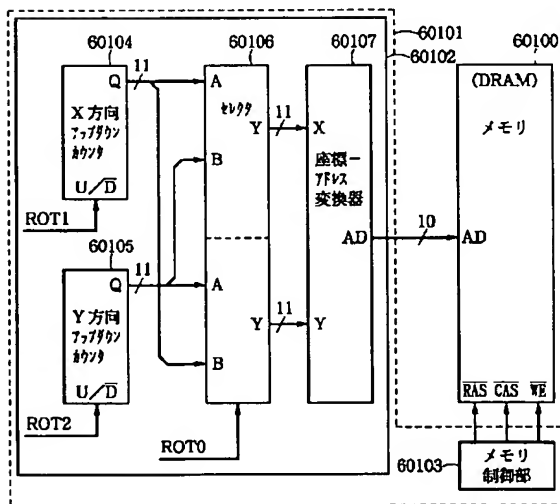 60104
60106
60107
60101
60102
60100
Q
11
X方向
アップダウン
カウンタ
U/D̅
ROT1
A
セレクタ
Y
11
B
X
座標-
アドレス
変換器
AD
10
(DRAM)
メモリ
AD
60105
Q
11
Y方向
アップダウン
カウンタ
U/D̅
ROT2
A
Y
11
B
Y
ROT0
R̅A̅S̅ C̅A̅S̅ W̅E̅
60103
メモリ
制御部